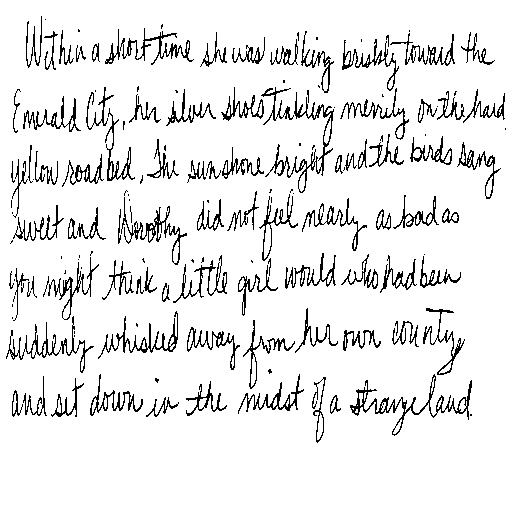 Within a short time she was walking briskly toward the
Emerald City, her silver shoes tinkling merrily on the hard
yellow roadbed. The sun shone bright and the birds sang
sweet and Dorothy did not feel nearly as bad as
you might think a little girl would who had been
suddenly whisked away from her own county,
and set down in the midst of a strange land.